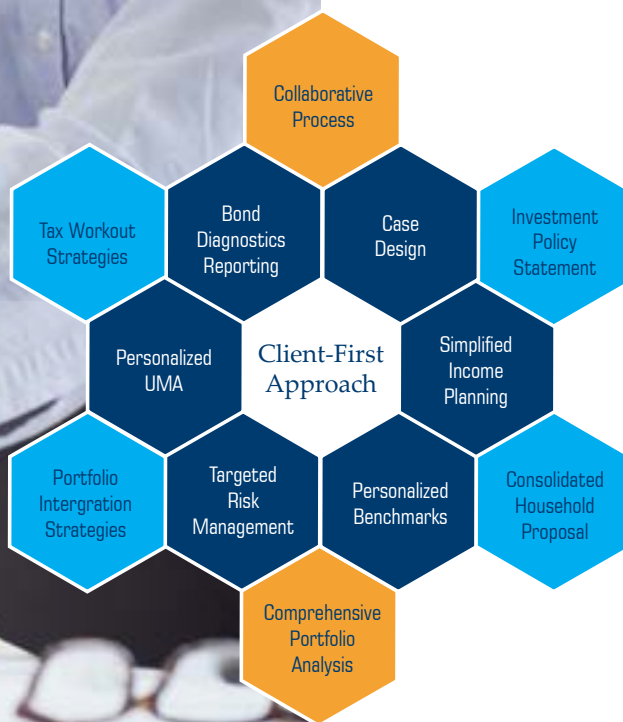 Collaborative
Process
Tax Workout
Strategies
Bond
Diagnostics
Reporting
Case
Design
Investment
Policy
Statement
Personalized
UMA
Client-First
Approach
Simplified
Income
Planning
Portfolio
Intergration
Strategies
Targeted
Risk
Management
Personalized
Benchmarks
Consolidated
Household
Proposal
Comprehensive
Portfolio
Analysis